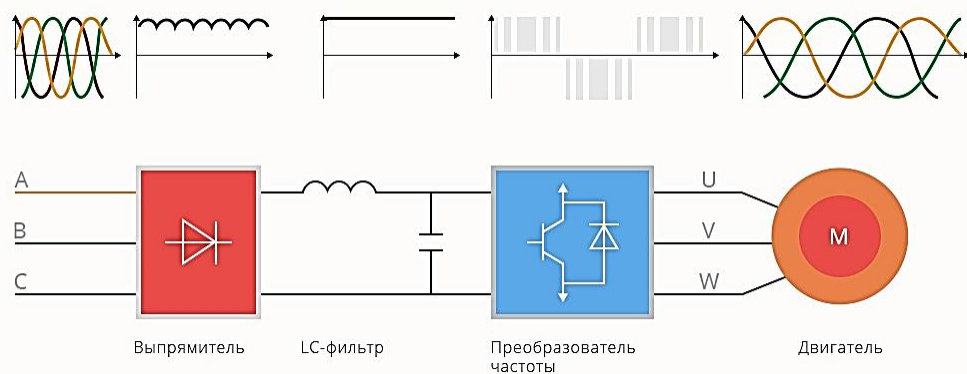 A
B
C
U
V
W
M
Выпрямитель
LC-фильтр
Преобразователь
частоты
Двигатель